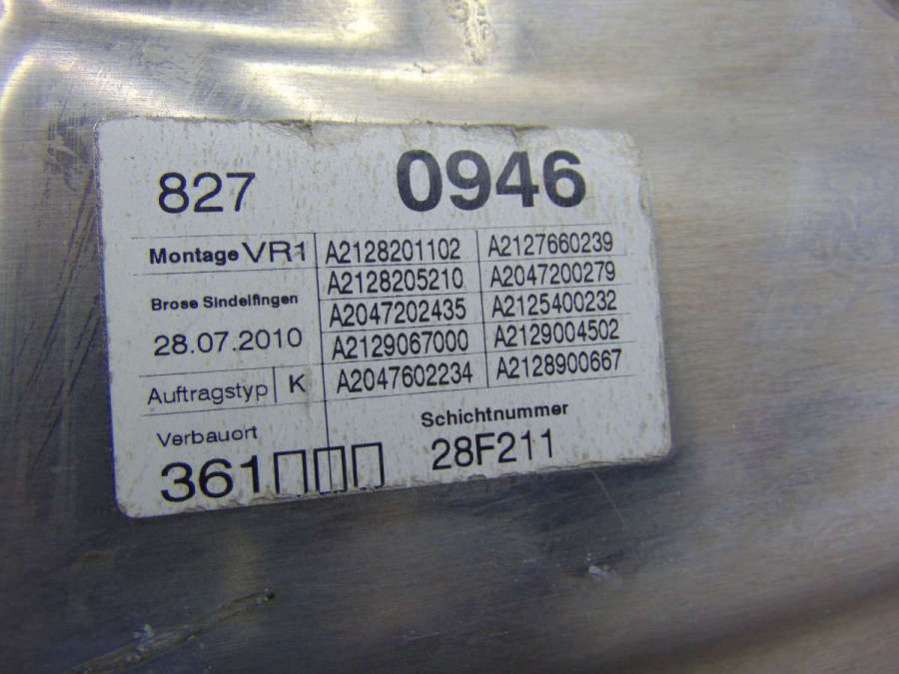 827 0946
Montage VR1 A2128201102 A2127660239
A2128205210 A2047200279
Brose Sindelfingen A2047202435 A2125400232
28.07.2010 A2129067000 A2129004502
Auftragstyp K A2047602234 A2128900667
Verbauort Schichtnummer
361▯▯▯ 28F211